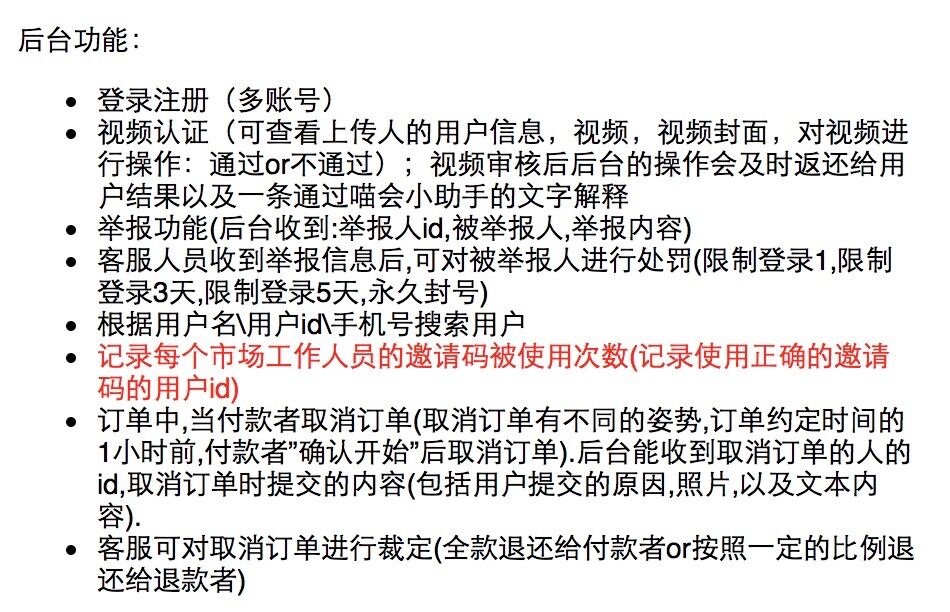 后台功能：
• 登录注册（多账号）
• 视频认证（可查看上传人的用户信息，视频，视频封面，对视频进
行操作：通过or不通过）；视频审核后后台的操作会及时返还给用
户结果以及一条通过喵会小助手的文字解释
• 举报功能(后台收到:举报人id,被举报人,举报内容)
• 客服人员收到举报信息后,可对被举报人进行处罚(限制登录1,限制
登录3天,限制登录5天,永久封号)
• 根据用户名\用户id\手机号搜索用户
• 记录每个市场工作人员的邀请码被使用次数(记录使用正确的邀请
码的用户id)
• 订单中,当付款者取消订单(取消订单有不同的姿势,订单约定时间的
1小时前,付款者”确认开始”后取消订单).后台能收到取消订单的人的
id,取消订单时提交的内容(包括用户提交的原因,照片,以及文本内
容).
• 客服可对取消订单进行裁定(全款退还给付款者or按照一定的比例退
还给退款者)